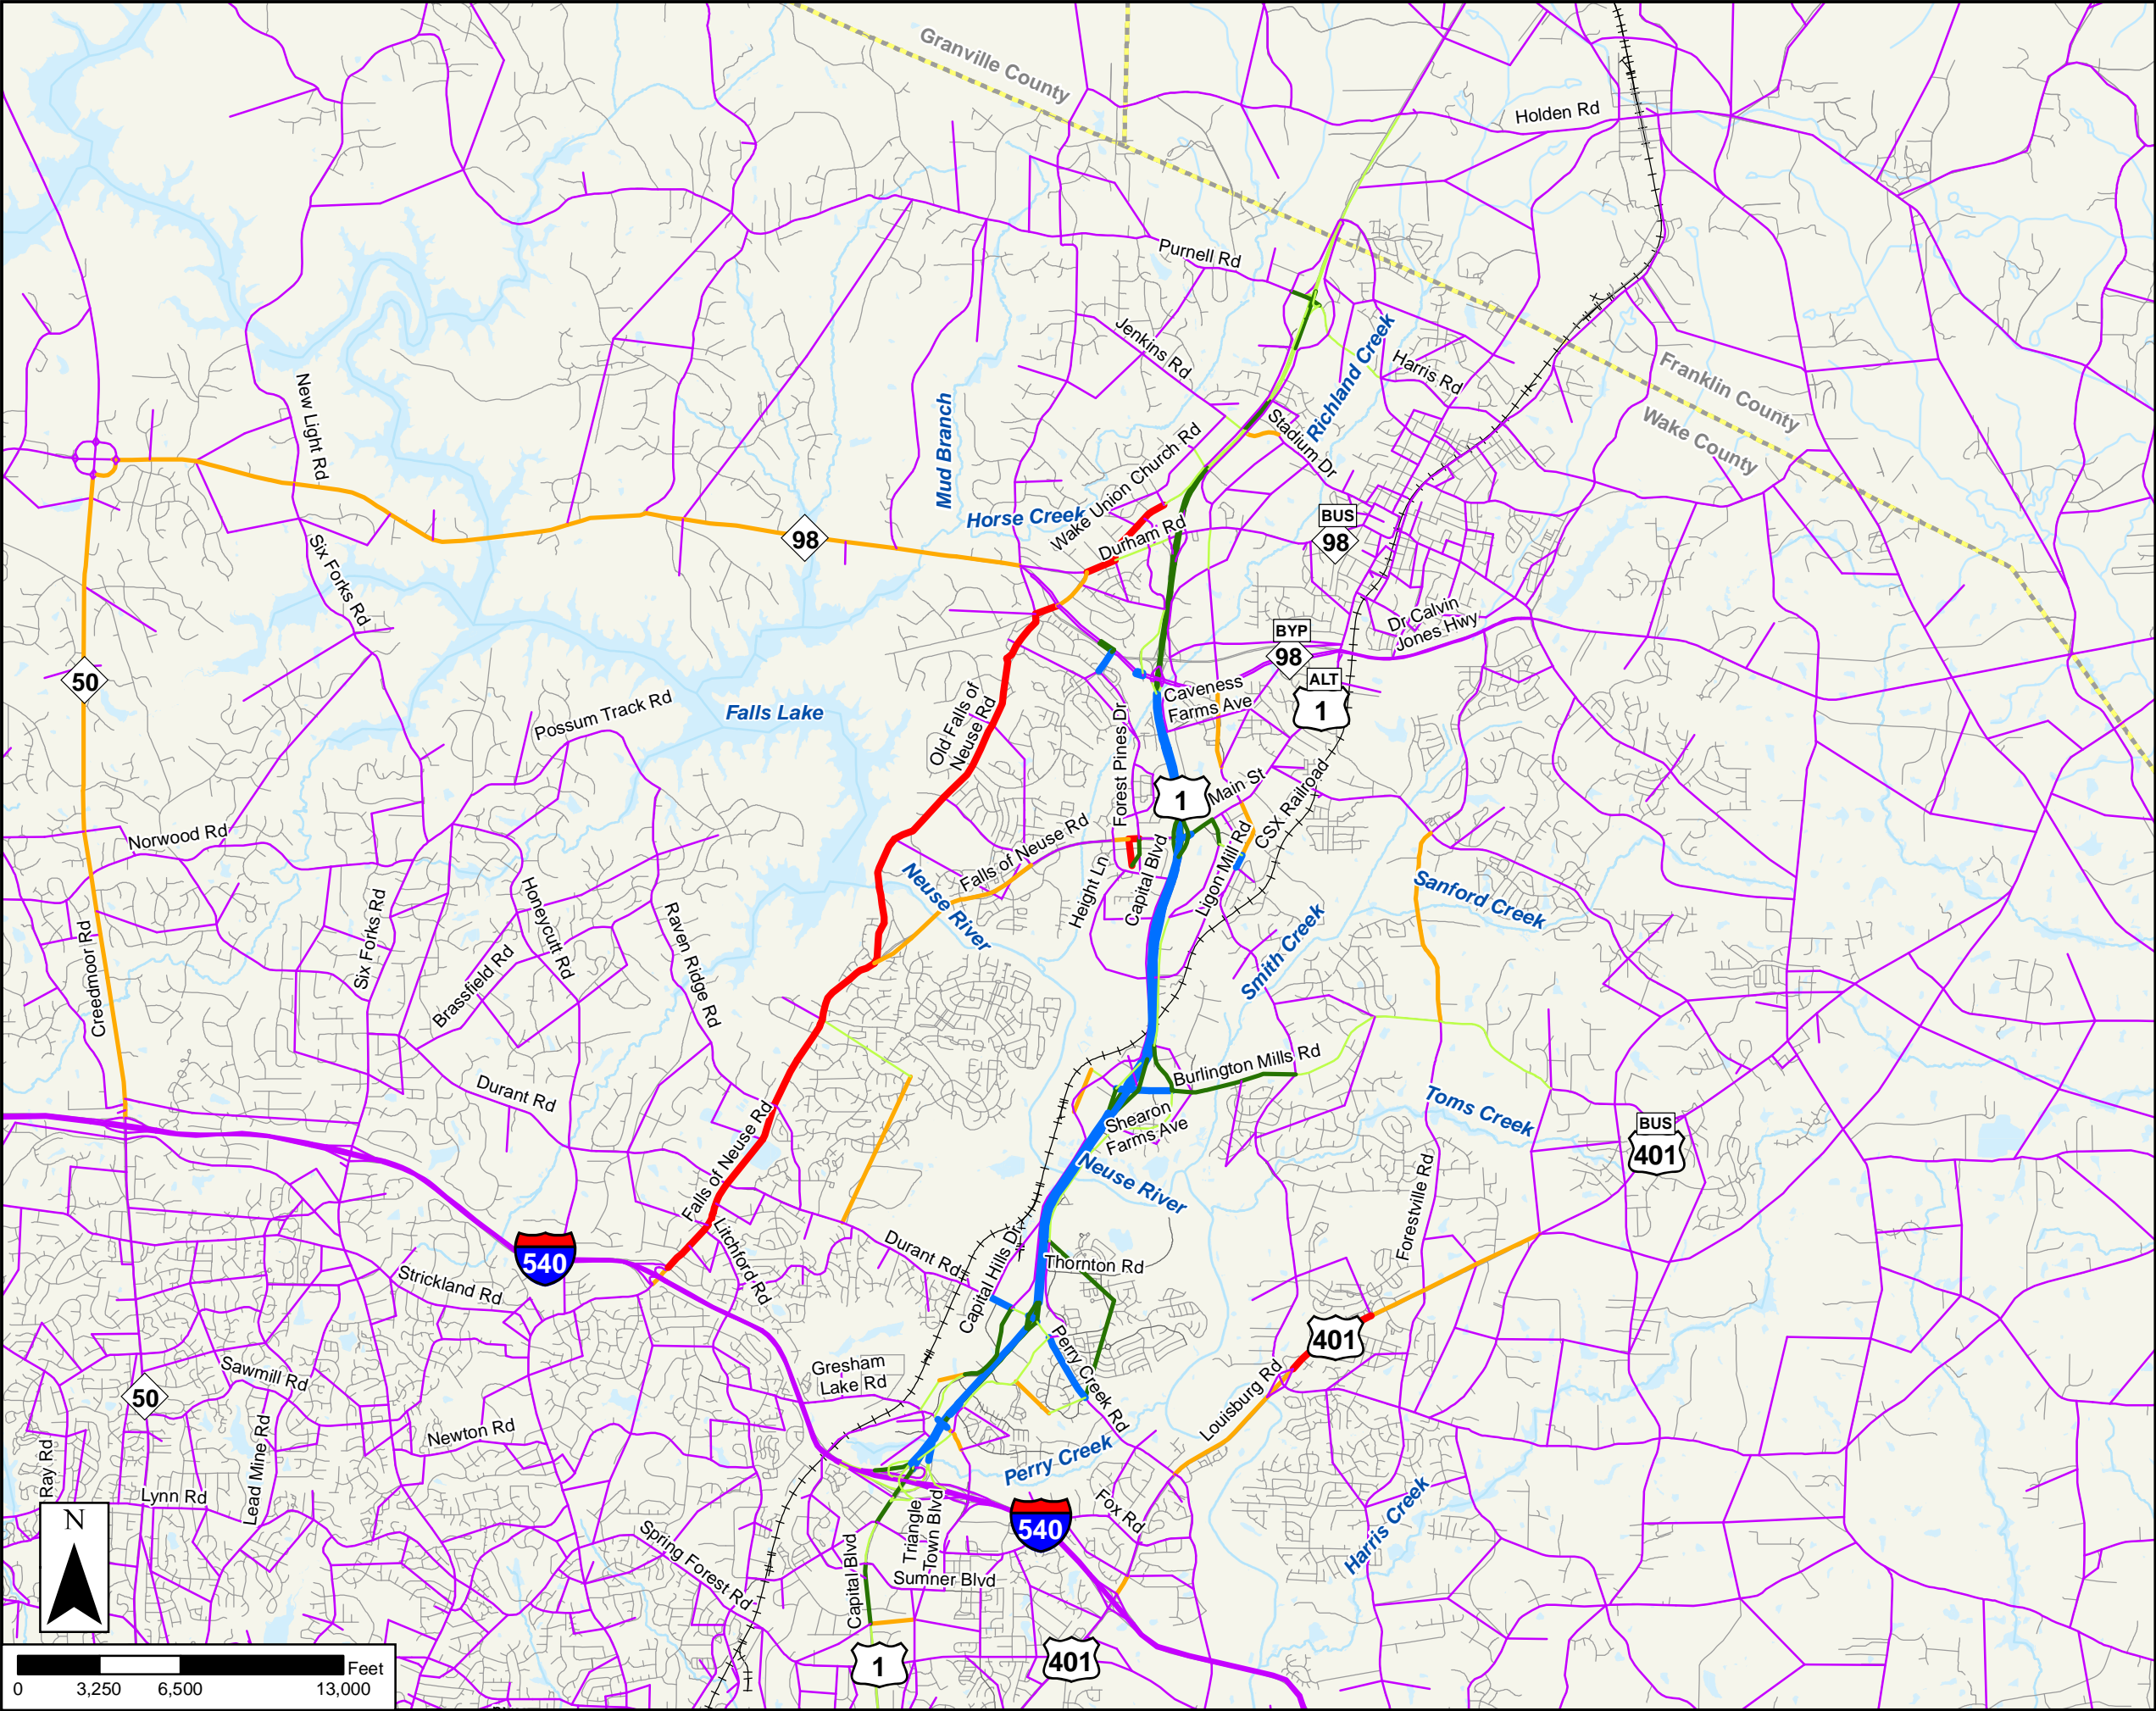 Granville County
Holden Rd
Purnell Rd
Jenkins Rd
Richland Creek
Harris Rd
Franklin County
Wake County
New Light Rd
Mud Branch
Stadium Dr
Wake Union Church Rd
Horse Creek
Durham Rd
BUS
98
98
Six Forks Rd
Dr Calvin
Jones Hwy
BYP
98
50
ALT
1
Caveness
Farms Ave
Possum Track Rd
Falls Lake
Old Falls of
Neuse Rd
Forest Pines Dr
1
Main St
CSX Railroad
Norwood Rd
Falls of Neuse Rd
Neuse River
Height Ln
Capital Blvd
Ligon Mill Rd
Sanford Creek
Honeycutt Rd
Six Forks Rd
Brassfield Rd
Raven Ridge Rd
Creedmoor Rd
Smith Creek
Burlington Mills Rd
Durant Rd
Shearon
Farms Ave
Toms Creek
BUS
401
Falls of Neuse Rd
Neuse River
Forestville Rd
Litchford Rd
540
Durant Rd
Capital Hills Dr
Thornton Rd
Strickland Rd
401
Perry Creek Rd
Gresham
Lake Rd
Sawmill Rd
50
Louisburg Rd
Newton Rd
Lead Mine Rd
Ray Rd
Perry Creek
Lynn Rd
Fox Rd
Harris Creek
540
Triangle
Town Blvd
Spring Forest Rd
Capital Blvd
Sumner Blvd
N
1
401
Feet
0 3,250 6,500 13,000